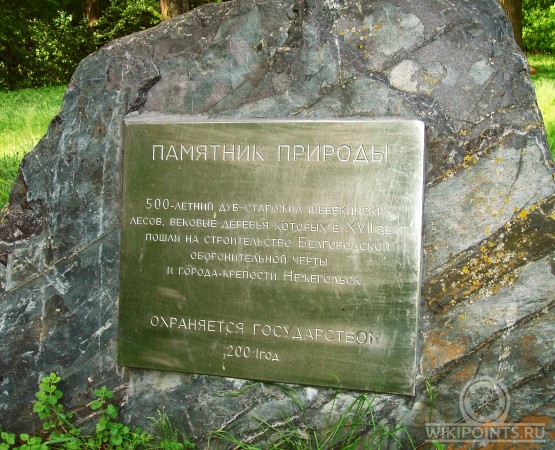 ПАМЯТНИК ПРИРОДЫ
500-ЛЕТНИЙ ДУБ-СТАРОЖИЛ ШЕБЕКИНСКИХ
ЛЕСОВ, ВЕКОВЫЕ ДЕРЕВЬЯ КОТОРЫХ В XVII ВЕКЕ
ПОШЛИ НА СТРОИТЕЛЬСТВО БЕЛГОРОДСКОЙ
ОБОРОНИТЕЛЬНОЙ ЧЕРТЫ
И ГОРОДА-КРЕПОСТИ НЕЖЕГОЛЬСК.
ОХРАНЯЕТСЯ ГОСУДАРСТВОМ
2001ГОД
WIKIPOINTS.RU